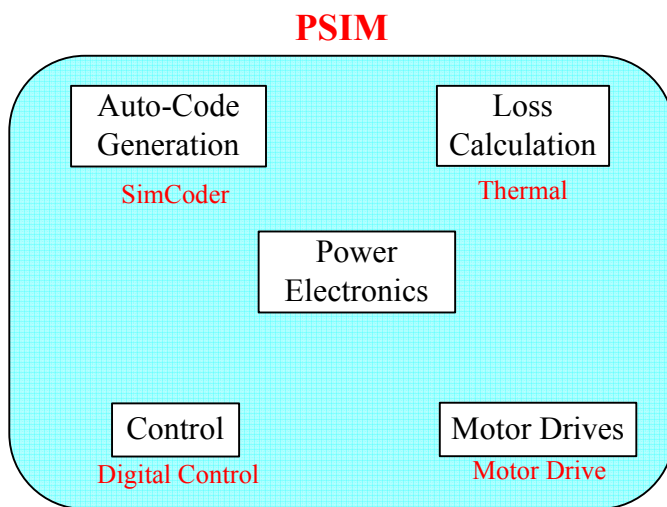 PSIM
Auto-Code
Generation
SimCoder
Loss
Calculation
Thermal
Power
Electronics
Control
Digital Control
Motor Drives
Motor Drive